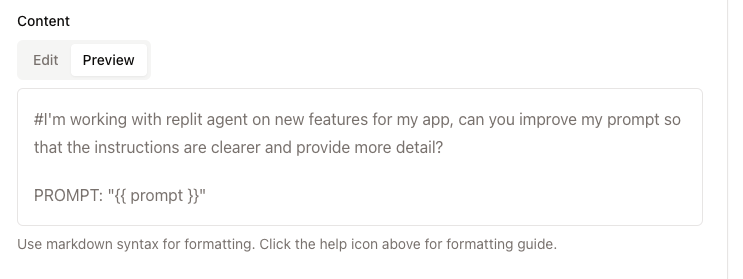 Content
Edit Preview
#I'm working with replit agent on new features for my app, can you improve my prompt so
that the instructions are clearer and provide more detail?
PROMPT: "{{ prompt }}"
Use markdown syntax for formatting. Click the help icon above for formatting guide.